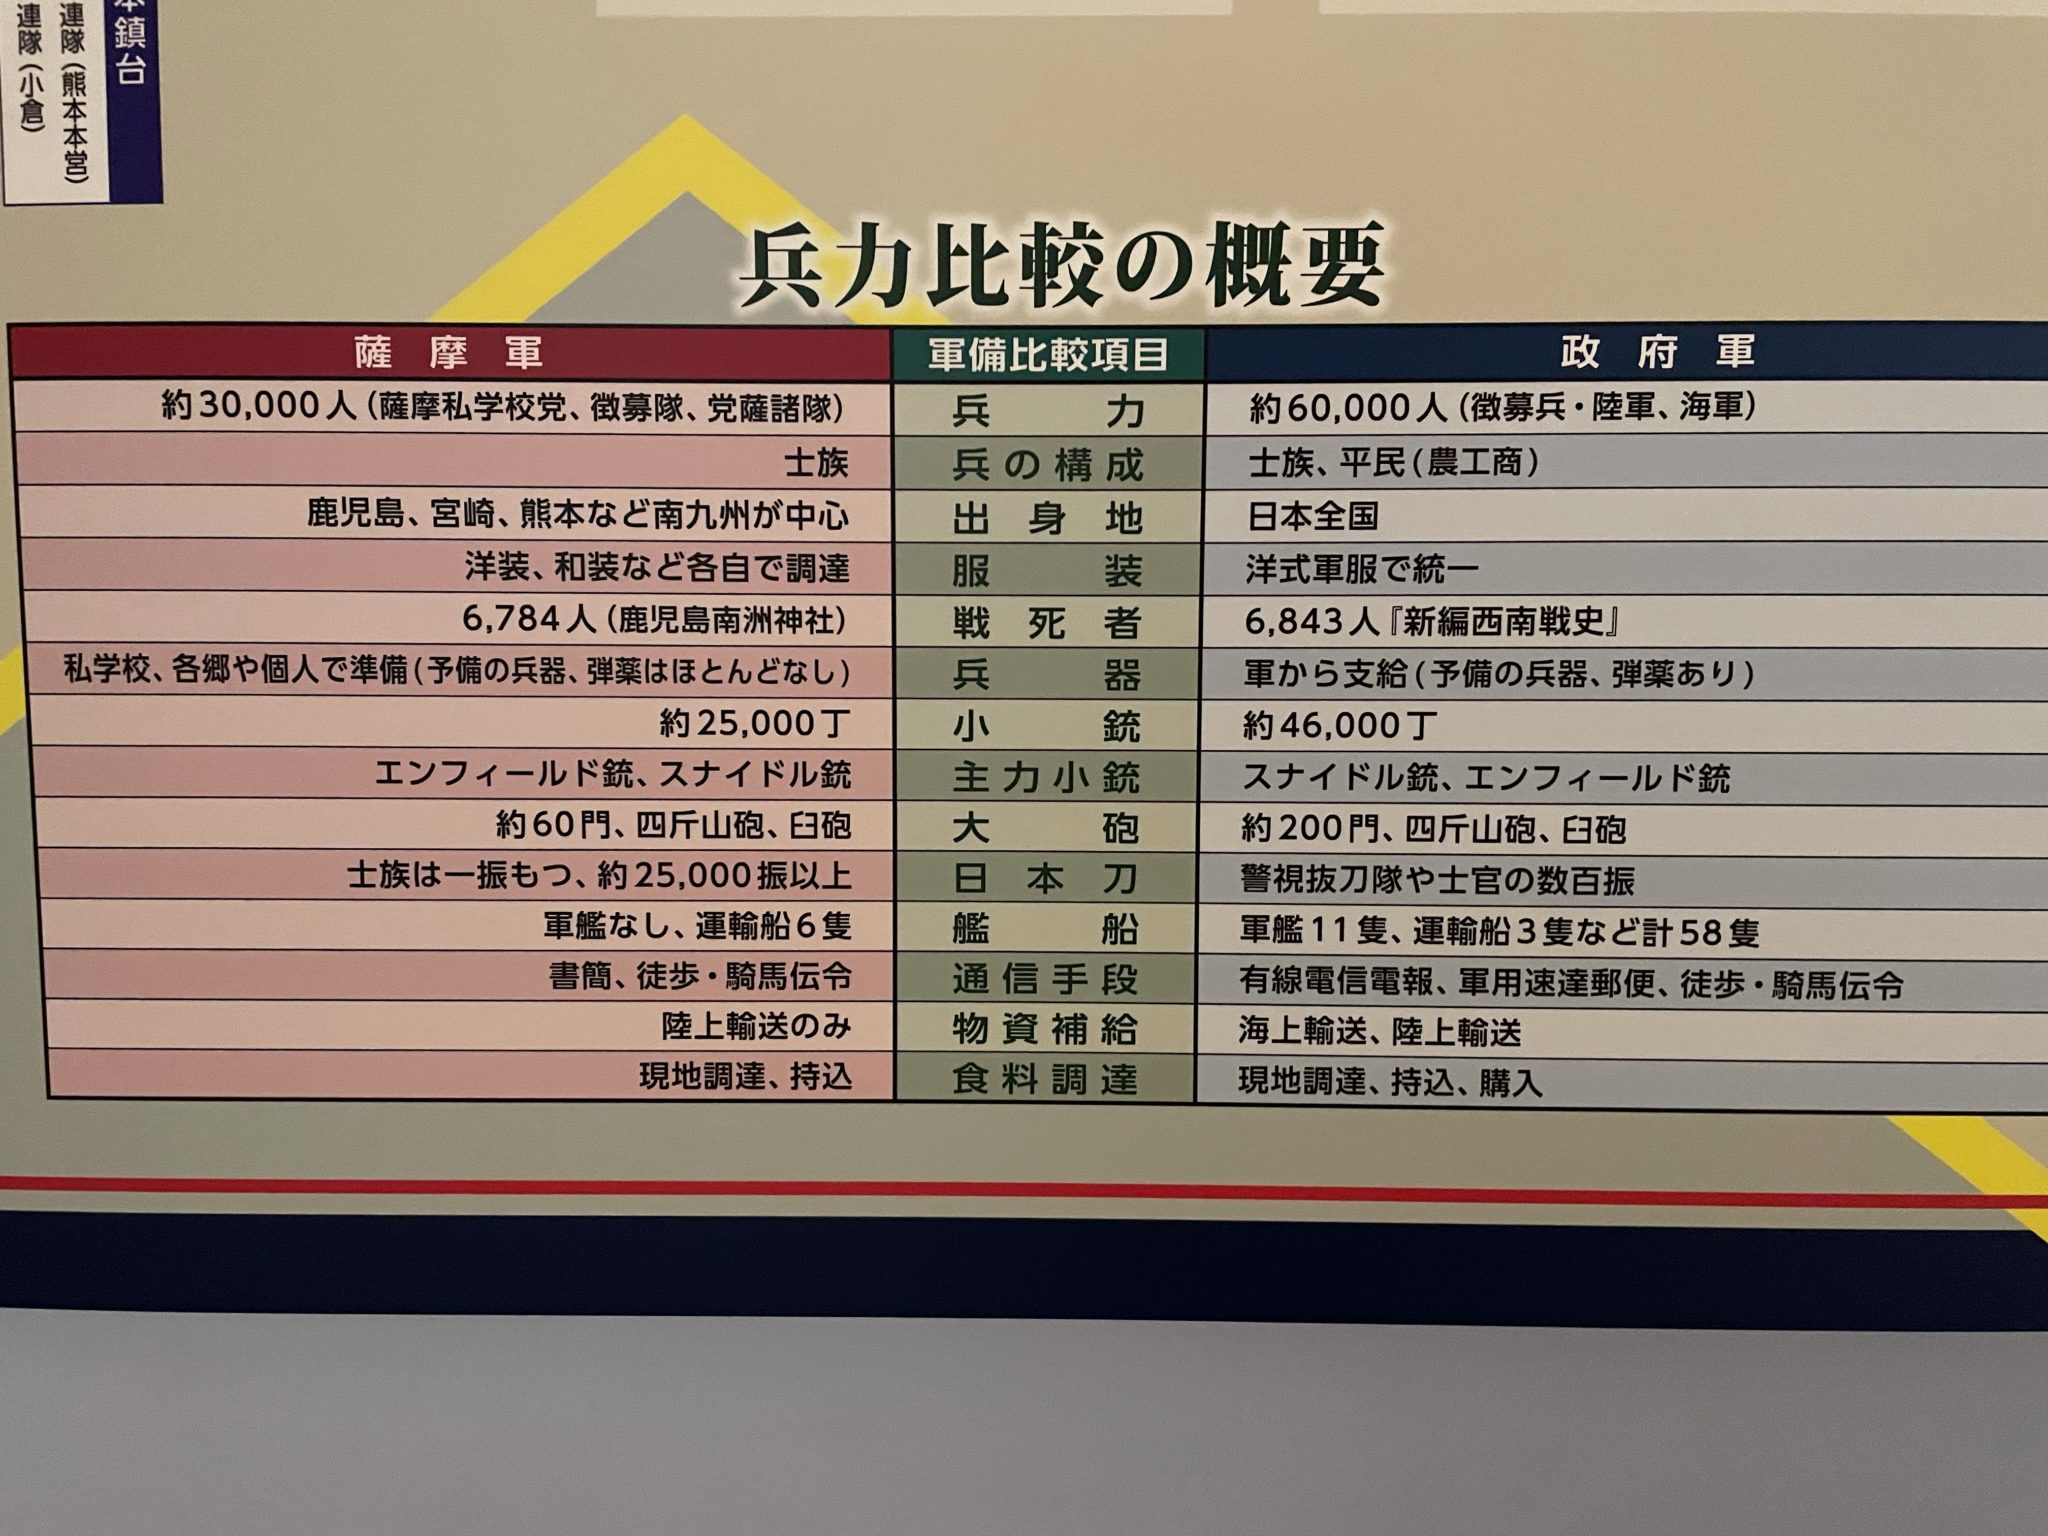 本鎮台
連隊(熊本本営)
連隊(小倉)
兵力比較の概要
薩摩軍 軍備比較項目 政府軍
約30,000人(薩摩私学校党、徴募隊、党薩諸隊) 兵力 約60,000人(徴募兵・陸軍、海軍)
士族 兵の構成 士族、平民(農工商)
鹿児島、宮崎、熊本など南九州が中心 出身地 日本全国
洋装、和装など各自で調達 服装 洋式軍服で統一
6,784人(鹿児島南洲神社) 戦死者 6,843人『新編西南戦史』
私学校、各郷や個人で準備(予備の兵器、弾薬はほとんどなし) 兵器 軍から支給(予備の兵器、弾薬あり)
約25,000丁 小銃 約46,000丁
エンフィールド銃、スナイドル銃 主力小銃 スナイドル銃、エンフィールド銃
約60門、四斤山砲、臼砲 大砲 約200門、四斤山砲、臼砲
士族は一振もつ、約25,000振以上 日本刀 警視抜刀隊や士官の数百振
軍艦なし、運輸船6隻 艦船 軍艦11隻、運輸船3隻など計58隻
書簡、徒歩・騎馬伝令 通信手段 有線電信電報、軍用速達郵便、徒歩・騎馬伝令
陸上輸送のみ 物資補給 海上輸送、陸上輸送
現地調達、持込 食料調達 現地調達、持込、購入